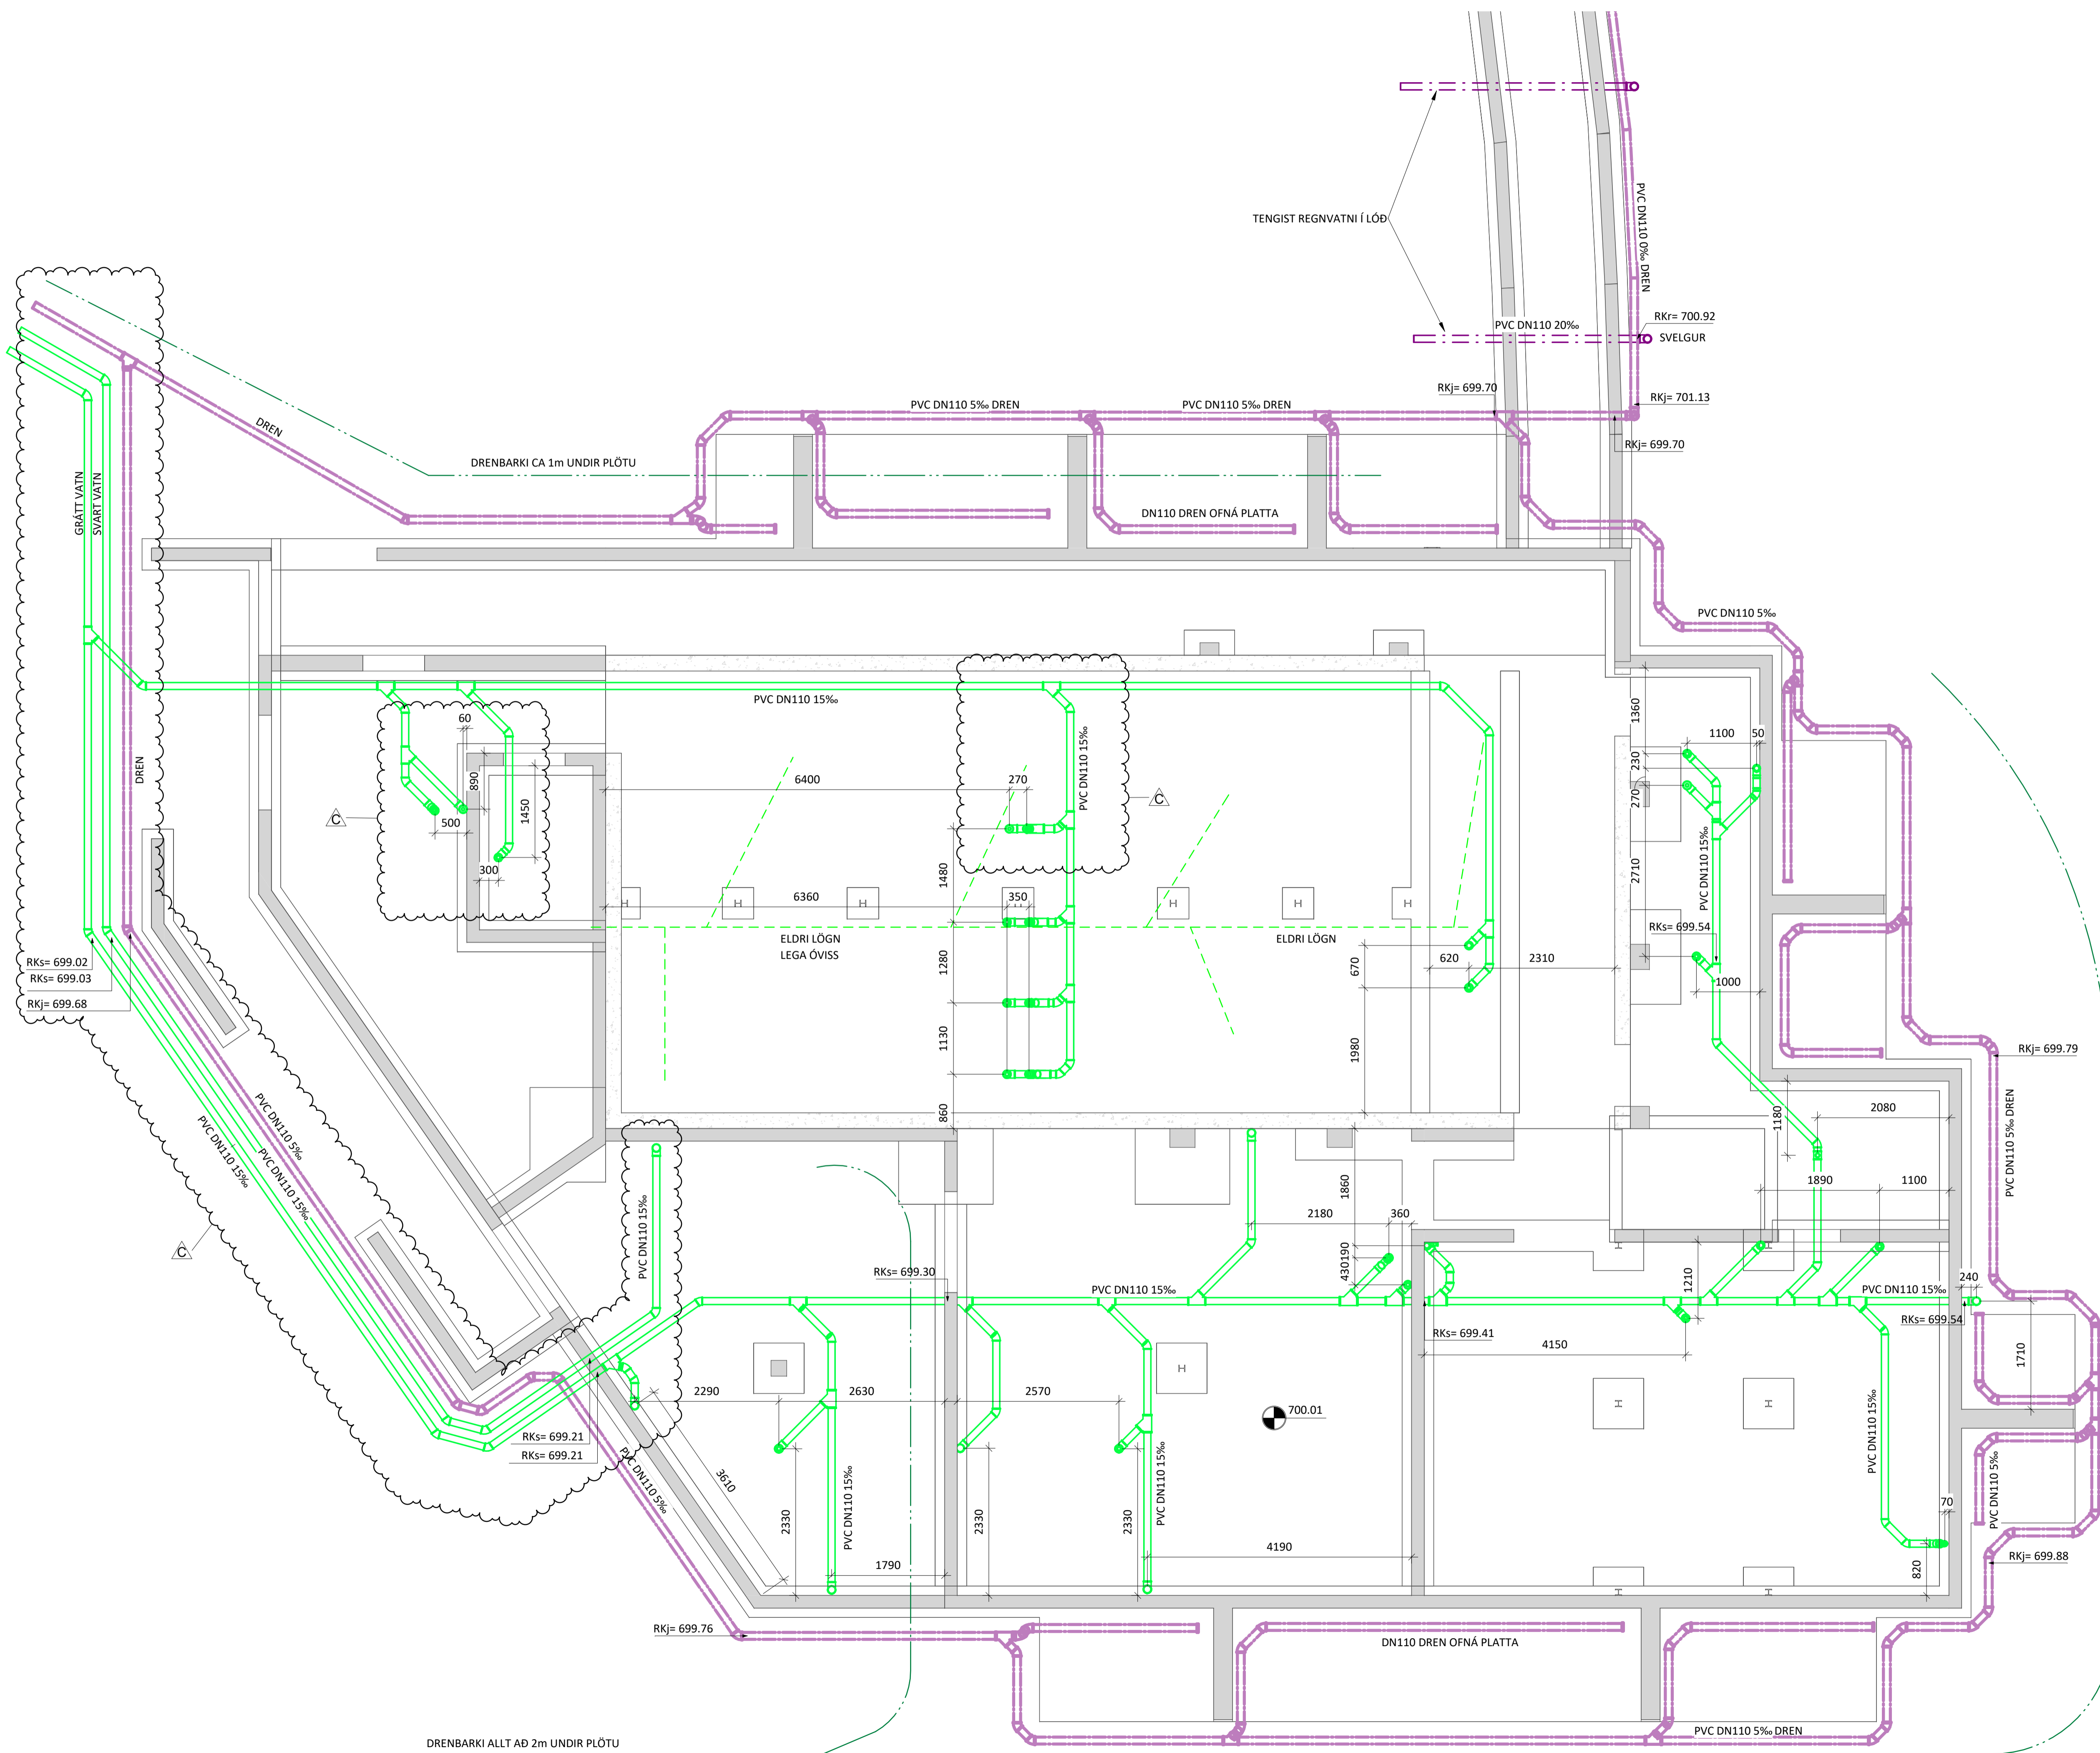 TENGIST REGNVATNI Í LÓÐ
PVC DN110 0‰ DREN
PVC DN110 20‰
RKr= 700.92
SVELGUR
RKj= 699.70
RKj= 701.13
RKj= 699.70
PVC DN110 5‰ DREN
PVC DN110 5‰ DREN
DREN
DRENBARKI CA 1m UNDIR PLÖTU
DN110 DREN OFNÁ PLATTA
GRÁTT VATN
SVART VATN
DREN
PVC DN110 5‰
PVC DN110 15‰
60
890
1450
500
300
C
6400
270
PVC DN110 15‰
C
1480
6360
350
ELDRI LÖGN
LEGA ÓVISS
ELDRI LÖGN
1280
1130
860
670
620
2310
1980
1360
230
270
2710
1100
50
PVC DN110 15‰
RKs= 699.54
1000
RKs= 699.02
RKs= 699.03
RKj= 699.68
RKj= 699.79
PVC DN110 5‰ DREN
1180
2080
1890
1100
PVC DN110 5‰
PVC DN110 15‰
PVC DN110 15‰
C
PVC DN110 15‰
RKs= 699.30
PVC DN110 15‰
2180
1860
360
190
430
1210
PVC DN110 15‰
240
RKs= 699.54
RKs= 699.41
4150
1710
2290
2630
2570
700.01
RKs= 699.21
RKs= 699.21
PVC DN110 5‰
3610
2330
PVC DN110 15‰
2330
2330
PVC DN110 15‰
1790
4190
PVC DN110 15‰
70
820
PVC DN110 5‰
RKj= 699.88
RKj= 699.76
DN110 DREN OFNÁ PLATTA
PVC DN110 5‰ DREN
DRENBARKI ALLT AÐ 2m UNDIR PLÖTU